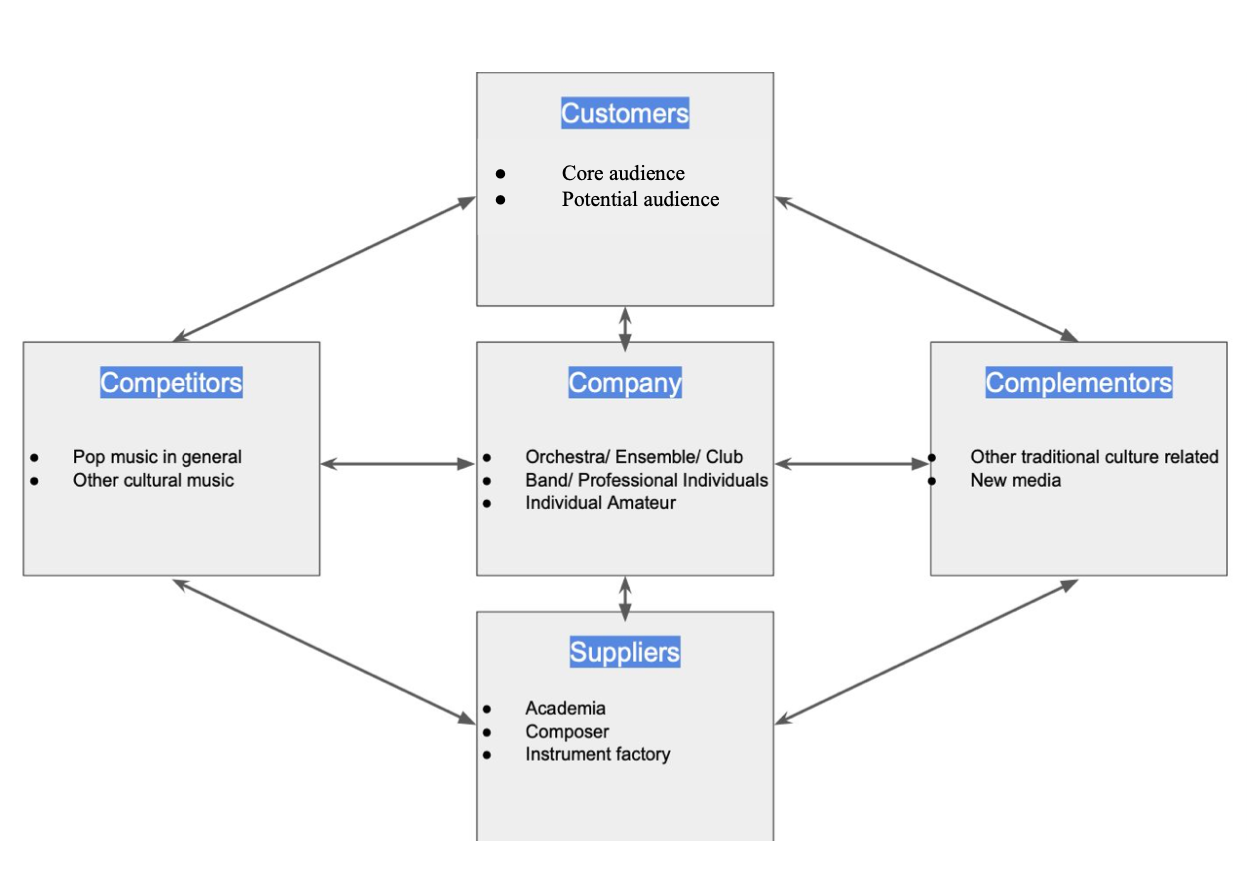 Customers
● Core audience
● Potential audience
Competitors
● Pop music in general
● Other cultural music
Company
● Orchestra/ Ensemble/ Club
● Band/ Professional Individuals
● Individual Amateur
Complementors
● Other traditional culture related
● New media
Suppliers
● Academia
● Composer
● Instrument factory